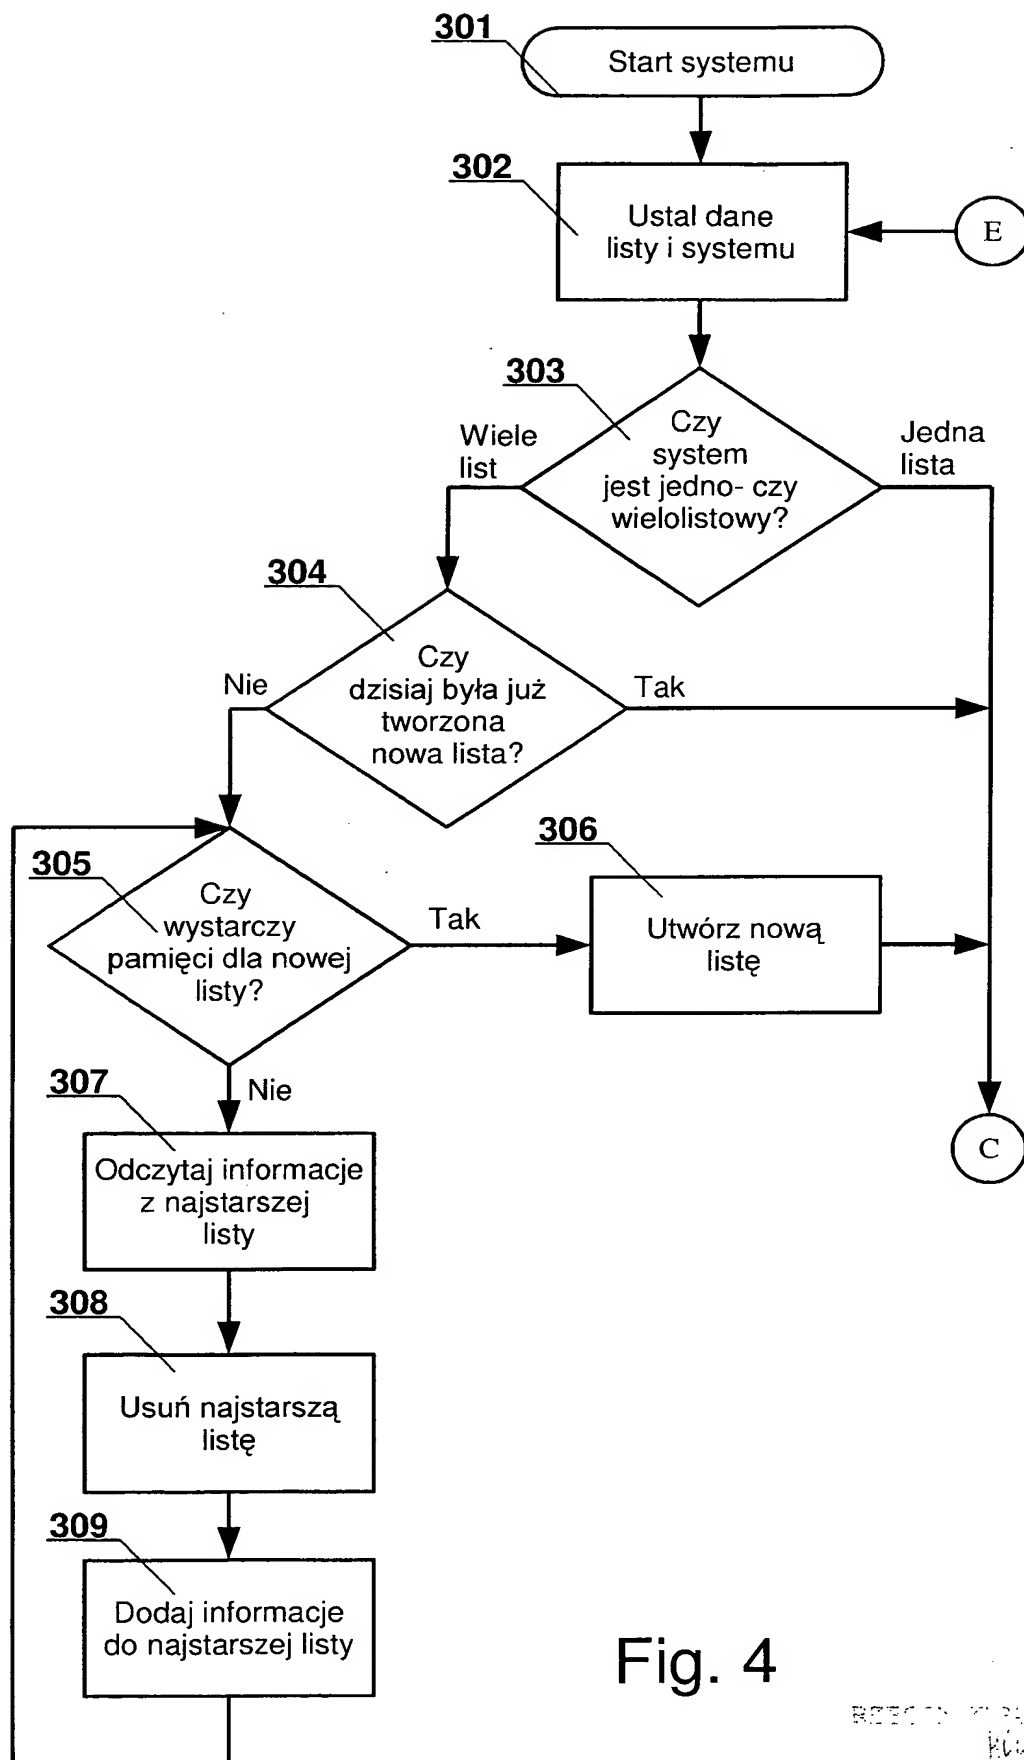 301
Start systemu
302
Ustal dane
listy i systemu
E
303
Czy
system
jest jedno- czy
wielolistowy?
Wiele
list
Jedna
lista
304
Czy
dzisiaj była już
tworzona
nowa lista?
Nie
Tak
305
Czy
wystarczy
pamięci dla nowej
listy?
Tak
306
Utwórz nową
listę
Nie
C
307
Odczytaj informacje
z najstarszej
listy
308
Usuń najstarszą
listę
309
Dodaj informacje
do najstarszej listy
Fig. 4